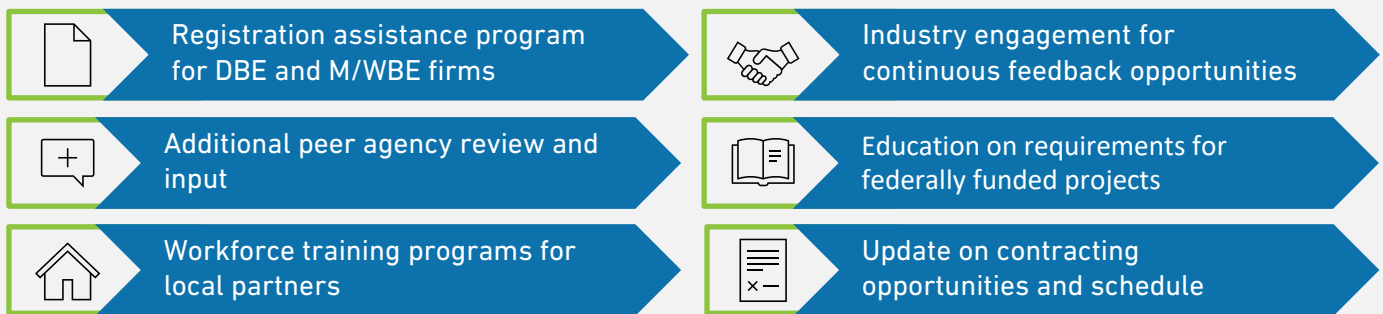 Registration assistance program
for DBE and M/WBE firms
Additional peer agency review and
input
Workforce training programs for
local partners
Industry engagement for
continuous feedback opportunities
Education on requirements for
federally funded projects
Update on contracting
opportunities and schedule